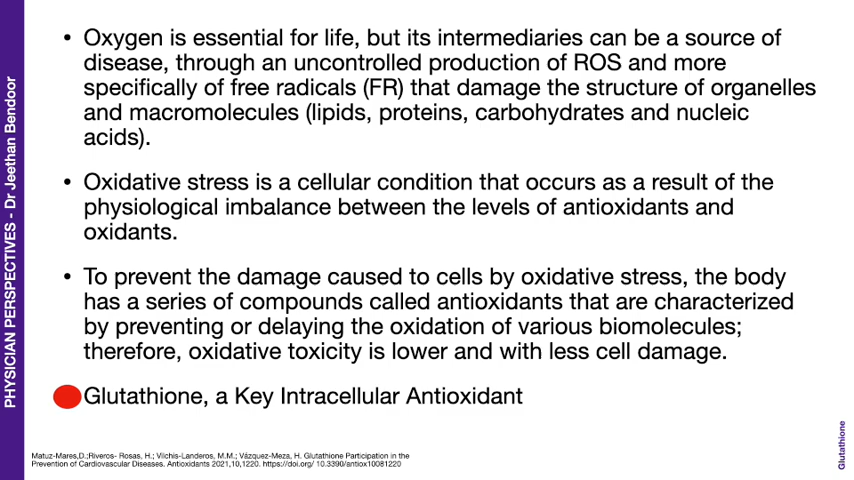 PHYSICIAN PERSPECTIVES - Dr Jeethan Bendoor
• Oxygen is essential for life, but its intermediaries can be a source of
disease, through an uncontrolled production of ROS and more
specifically of free radicals (FR) that damage the structure of organelles
and macromolecules (lipids, proteins, carbohydrates and nucleic
acids).
• Oxidative stress is a cellular condition that occurs as a result of the
physiological imbalance between the levels of antioxidants and
oxidants.
• To prevent the damage caused to cells by oxidative stress, the body
has a series of compounds called antioxidants that are characterized
by preventing or delaying the oxidation of various biomolecules;
therefore, oxidative toxicity is lower and with less cell damage.
Glutathione, a Key Intracellular Antioxidant
Matuz-Mares,D.;Riveros- Rosas, H.; Vilchis-Landeros, M.M.; Vázquez-Meza, H. Glutathione Participation in the
Prevention of Cardiovascular Diseases. Antioxidants 2021,10,1220. https://doi.org/ 10.3390/antiox10081220
Glutathione